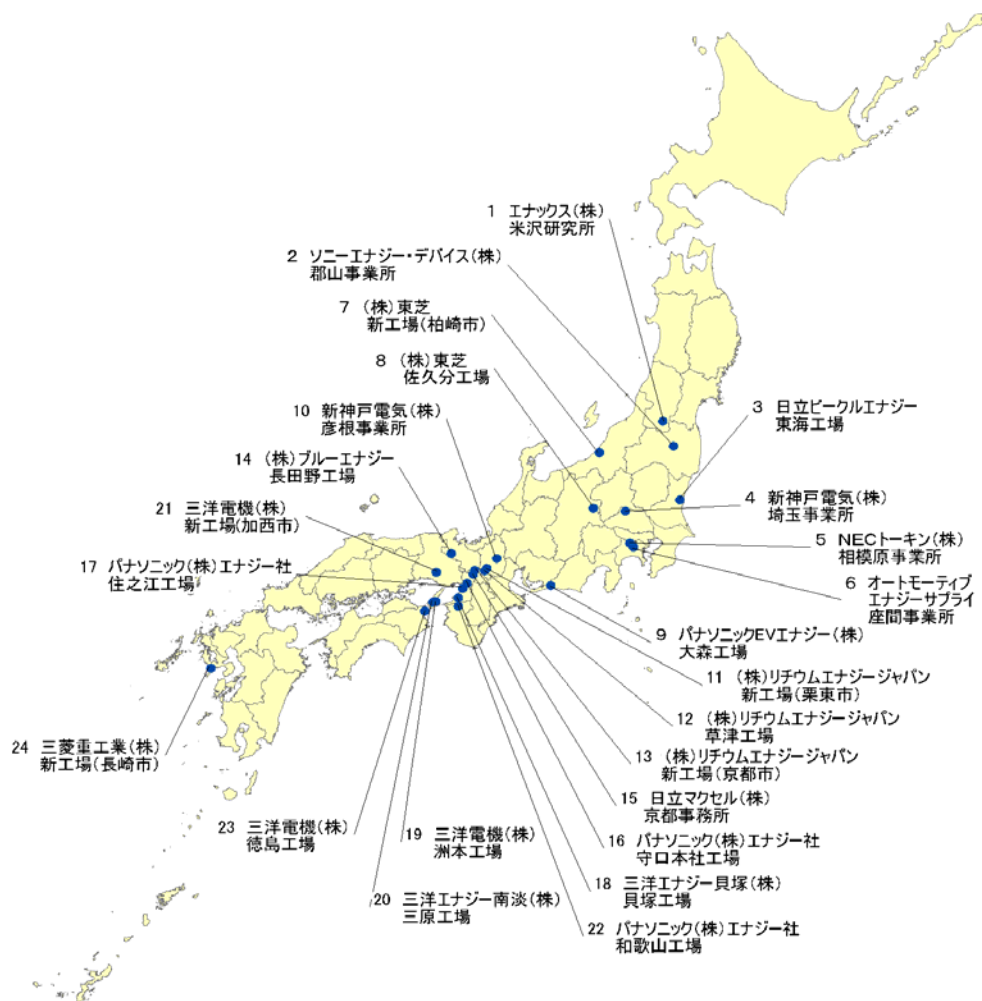 1 エナックス(株)
米沢研究所
2 ソニーエナジー・デバイス(株)
郡山事業所
7 (株)東芝
新工場(柏崎市)
8 (株)東芝
佐久分工場
10 新神戸電気(株)
彦根事業所
14 (株)ブルーエナジー
長田野工場
21 三洋電機(株)
新工場(加西市)
17 パナソニック(株)エナジー社
住之江工場
3 日立ビークルエナジー
東海工場
4 新神戸電気(株)
埼玉事業所
5 NECトーキン(株)
相模原事業所
6 オートモーティブ
エナジーサプライ
座間事業所
9 パナソニックEVエナジー(株)
大森工場
11 (株)リチウムエナジージャパン
新工場(栗東市)
12 (株)リチウムエナジージャパン
草津工場
13 (株)リチウムエナジージャパン
新工場(京都市)
15 日立マクセル(株)
京都事務所
16 パナソニック(株)エナジー社
守口本社工場
18 三洋エナジー貝塚(株)
貝塚工場
22 パナソニック(株)エナジー社
和歌山工場
24 三菱重工業(株)
新工場(長崎市)
23 三洋電機(株)
徳島工場
19 三洋電機(株)
洲本工場
20 三洋エナジー南淡(株)
三原工場